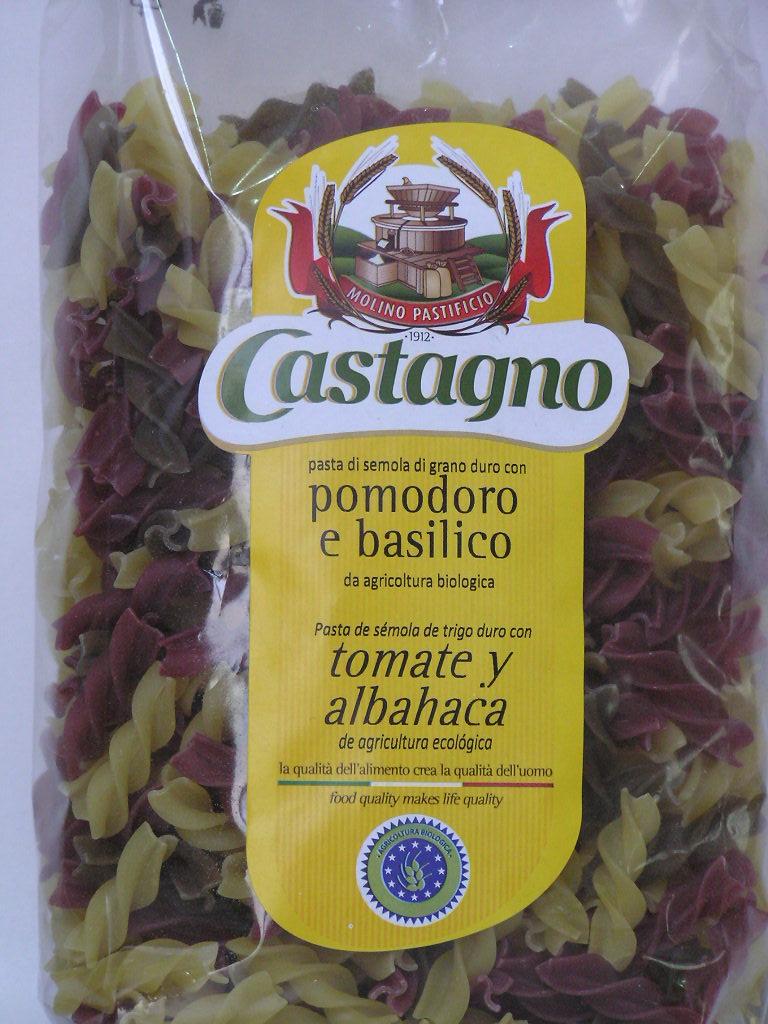 MOLINO PASTIFICIO
·1912·
Castagno
pasta di semola di grano duro con
pomodoro
e basilico
da agricoltura biologica
Pasta de sémola de trigo duro con
tomate y
albahaca
de agricultura ecológica
la qualità dell'alimento crea la qualità dell'uomo
food quality makes life quality
·AGRICOLTURA BIOLOGICA·